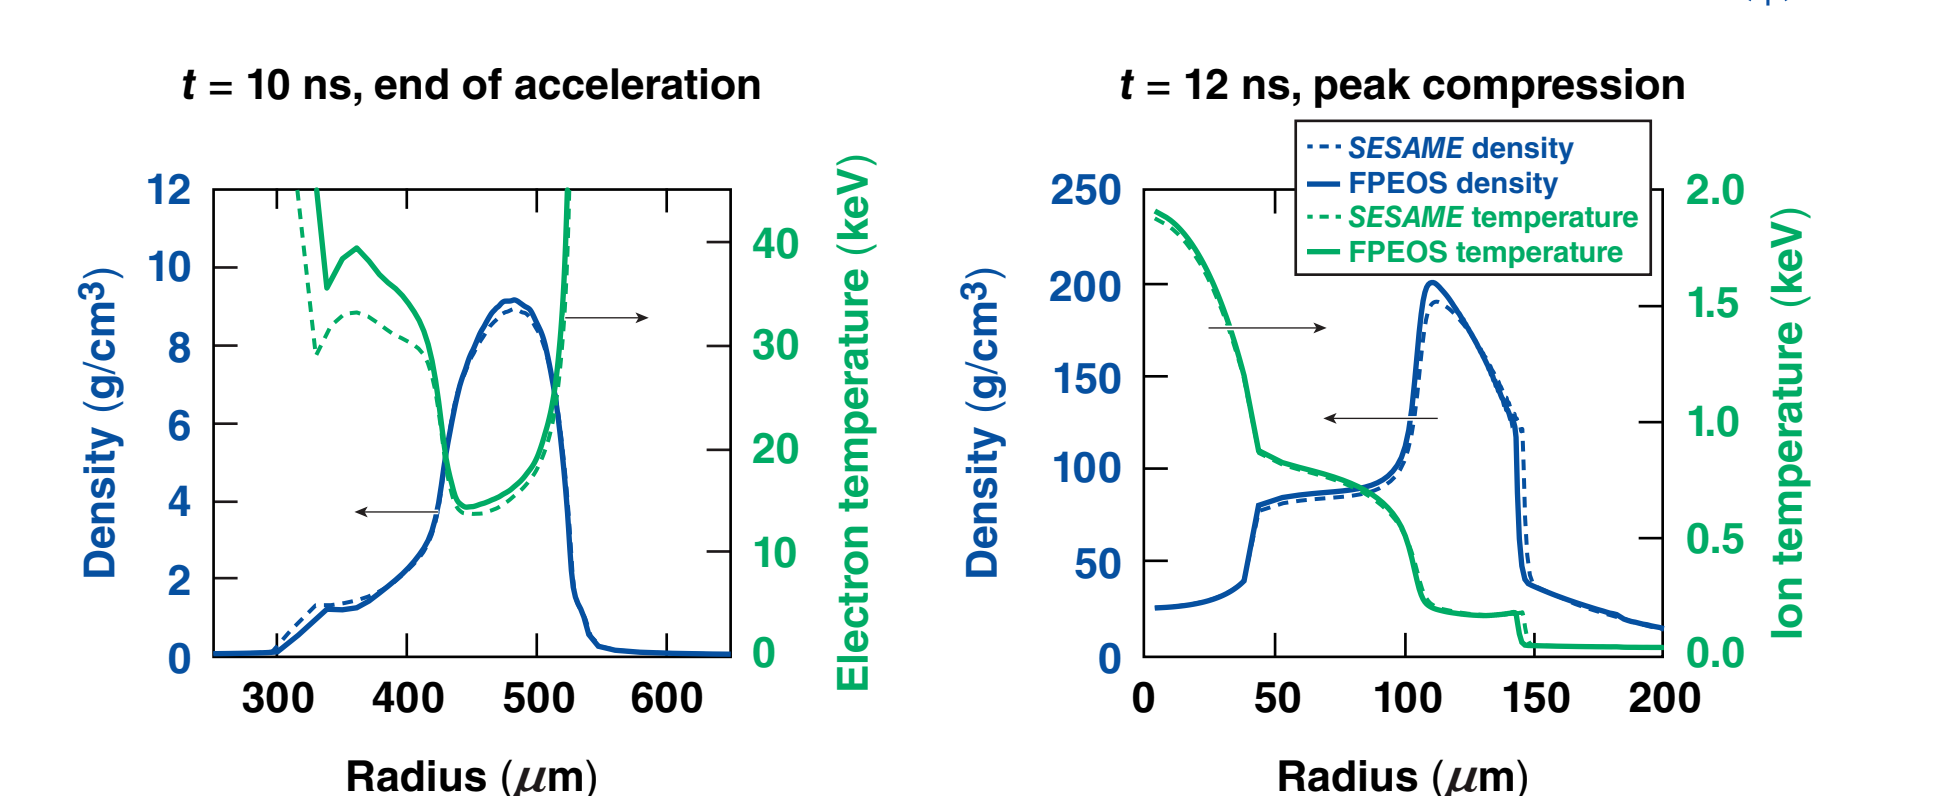 t = 10 ns, end of acceleration
Density (g/cm3)
12
10
8
6
4
2
0
300 400 500 600
Radius (μm)
40
30
20
10
0
Electron temperature (keV)
t = 12 ns, peak compression
SESAME density
FPEOS density
SESAME temperature
FPEOS temperature
Density (g/cm3)
250
200
150
100
50
0
0 50 100 150 200
Radius (μm)
2.0
1.5
1.0
0.5
0.0
Ion temperature (keV)